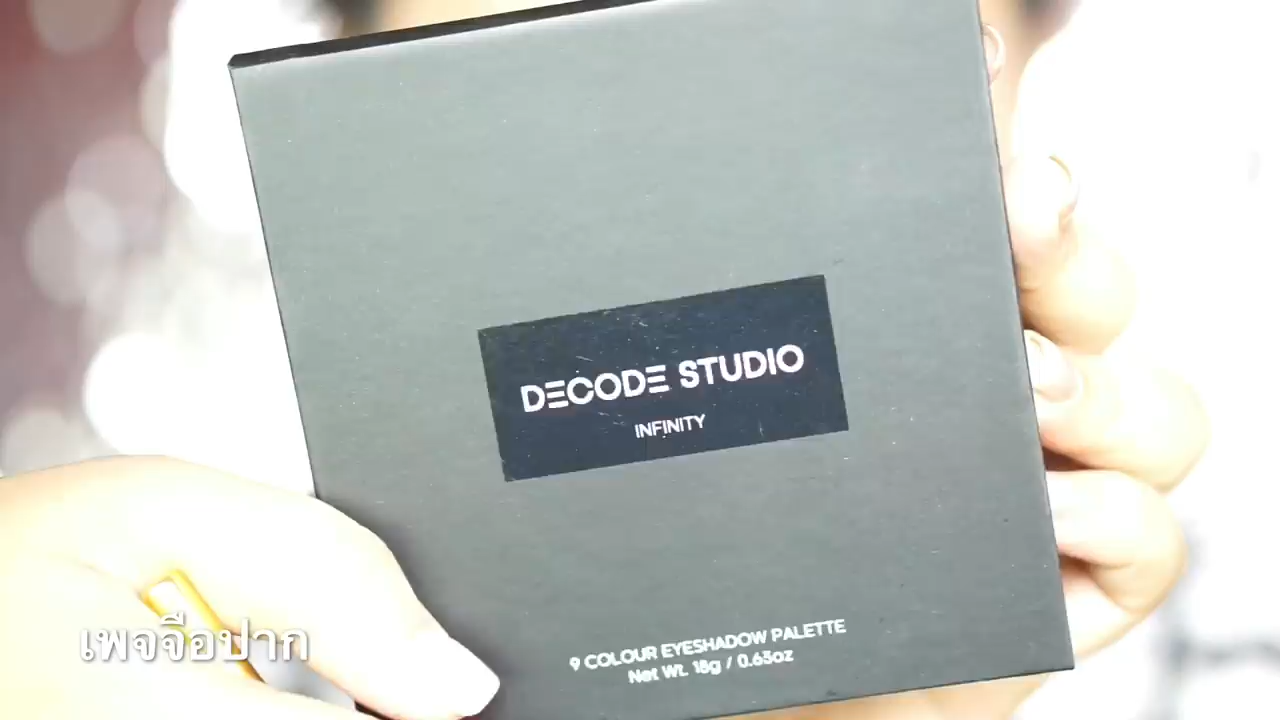 DECODE STUDIO
INFINITY
9 COLOUR EYESHADOW PALETTE
Net Wt. 18g / 0.63oz
เพจจือปาก